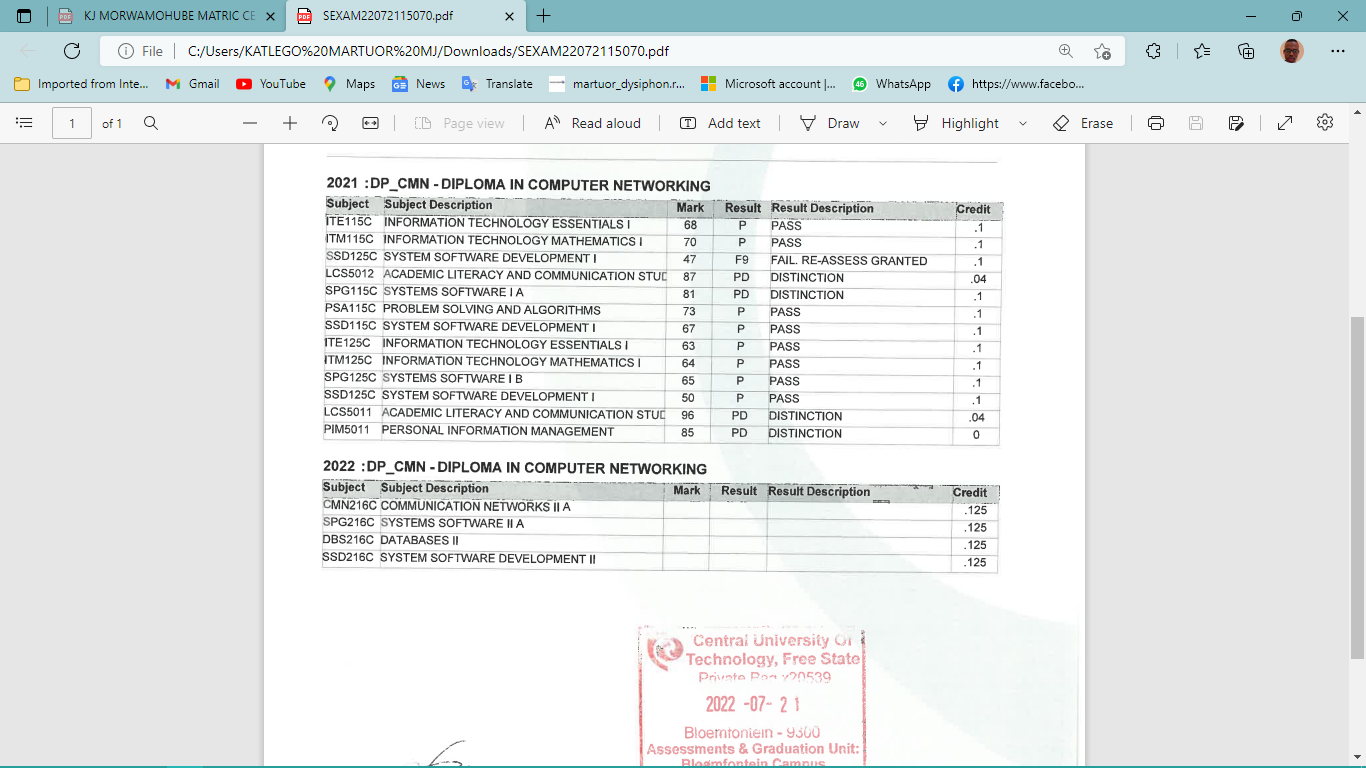 KJ MORWAMOHUBE MATRIC CE
SEXAM22072115070.pdf
File C:/Users/KATLEGO%20MARTUOR%20MJ/Downloads/SEXAM22072115070.pdf
Imported from Inte... Gmail YouTube Maps News Translate martuor_dysiphon.r... Microsoft account |... 46 WhatsApp https://www.facebo...
1 of 1 Page view Read aloud Add text Draw Highlight Erase
2021 :DP_CMN - DIPLOMA IN COMPUTER NETWORKING
Subject Subject Description Mark Result Result Description Credit
ITE115C INFORMATION TECHNOLOGY ESSENTIALS I 68 P PASS .1
ITM115C INFORMATION TECHNOLOGY MATHEMATICS I 70 P PASS .1
SSD125C SYSTEM SOFTWARE DEVELOPMENT I 47 F9 FAIL. RE-ASSESS GRANTED .1
LCS5012 ACADEMIC LITERACY AND COMMUNICATION STUD 87 PD DISTINCTION .04
SPG115C SYSTEMS SOFTWARE I A 81 PD DISTINCTION .1
PSA115C PROBLEM SOLVING AND ALGORITHMS 73 P PASS .1
SSD115C SYSTEM SOFTWARE DEVELOPMENT I 67 P PASS .1
ITE125C INFORMATION TECHNOLOGY ESSENTIALS I 63 P PASS .1
ITM125C INFORMATION TECHNOLOGY MATHEMATICS I 64 P PASS .1
SPG125C SYSTEMS SOFTWARE I B 65 P PASS .1
SSD125C SYSTEM SOFTWARE DEVELOPMENT I 50 P PASS .1
LCS5011 ACADEMIC LITERACY AND COMMUNICATION STUD 96 PD DISTINCTION .04
PIM5011 PERSONAL INFORMATION MANAGEMENT 85 PD DISTINCTION 0
2022 :DP_CMN - DIPLOMA IN COMPUTER NETWORKING
Subject Subject Description Mark Result Result Description Credit
CMN216C COMMUNICATION NETWORKS II A .125
SPG216C SYSTEMS SOFTWARE II A .125
DBS216C DATABASES II .125
SSD216C SYSTEM SOFTWARE DEVELOPMENT II .125
Central University Of
Technology, Free State
Private Bag x20539
2022 -07- 21
Bloemfontein - 9300
Assessments & Graduation Unit:
Bloemfontein Campus